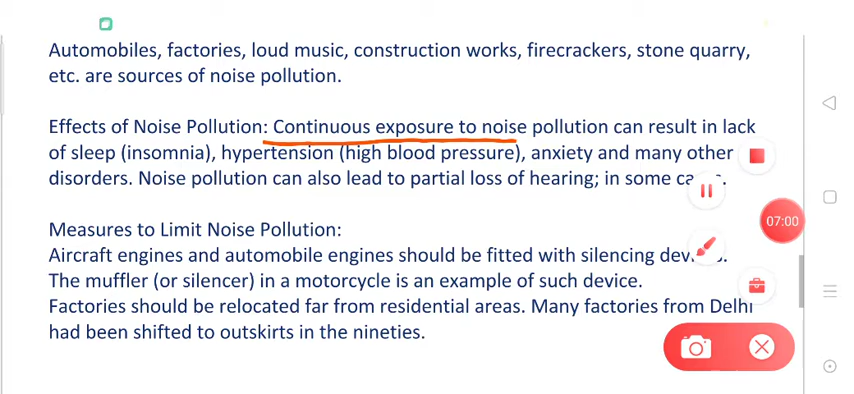 Automobiles, factories, loud music, construction works, firecrackers, stone quarry,
etc. are sources of noise pollution.
Effects of Noise Pollution: Continuous exposure to noise pollution can result in lack
of sleep (insomnia), hypertension (high blood pressure), anxiety and many other
disorders. Noise pollution can also lead to partial loss of hearing; in some
07:00
Measures to Limit Noise Pollution:
Aircraft engines and automobile engines should be fitted with silencing
The muffler (or silencer) in a motorcycle is an example of such device.
Factories should be relocated far from residential areas. Many factories from Delhi
had been shifted to outskirts in the nineties.